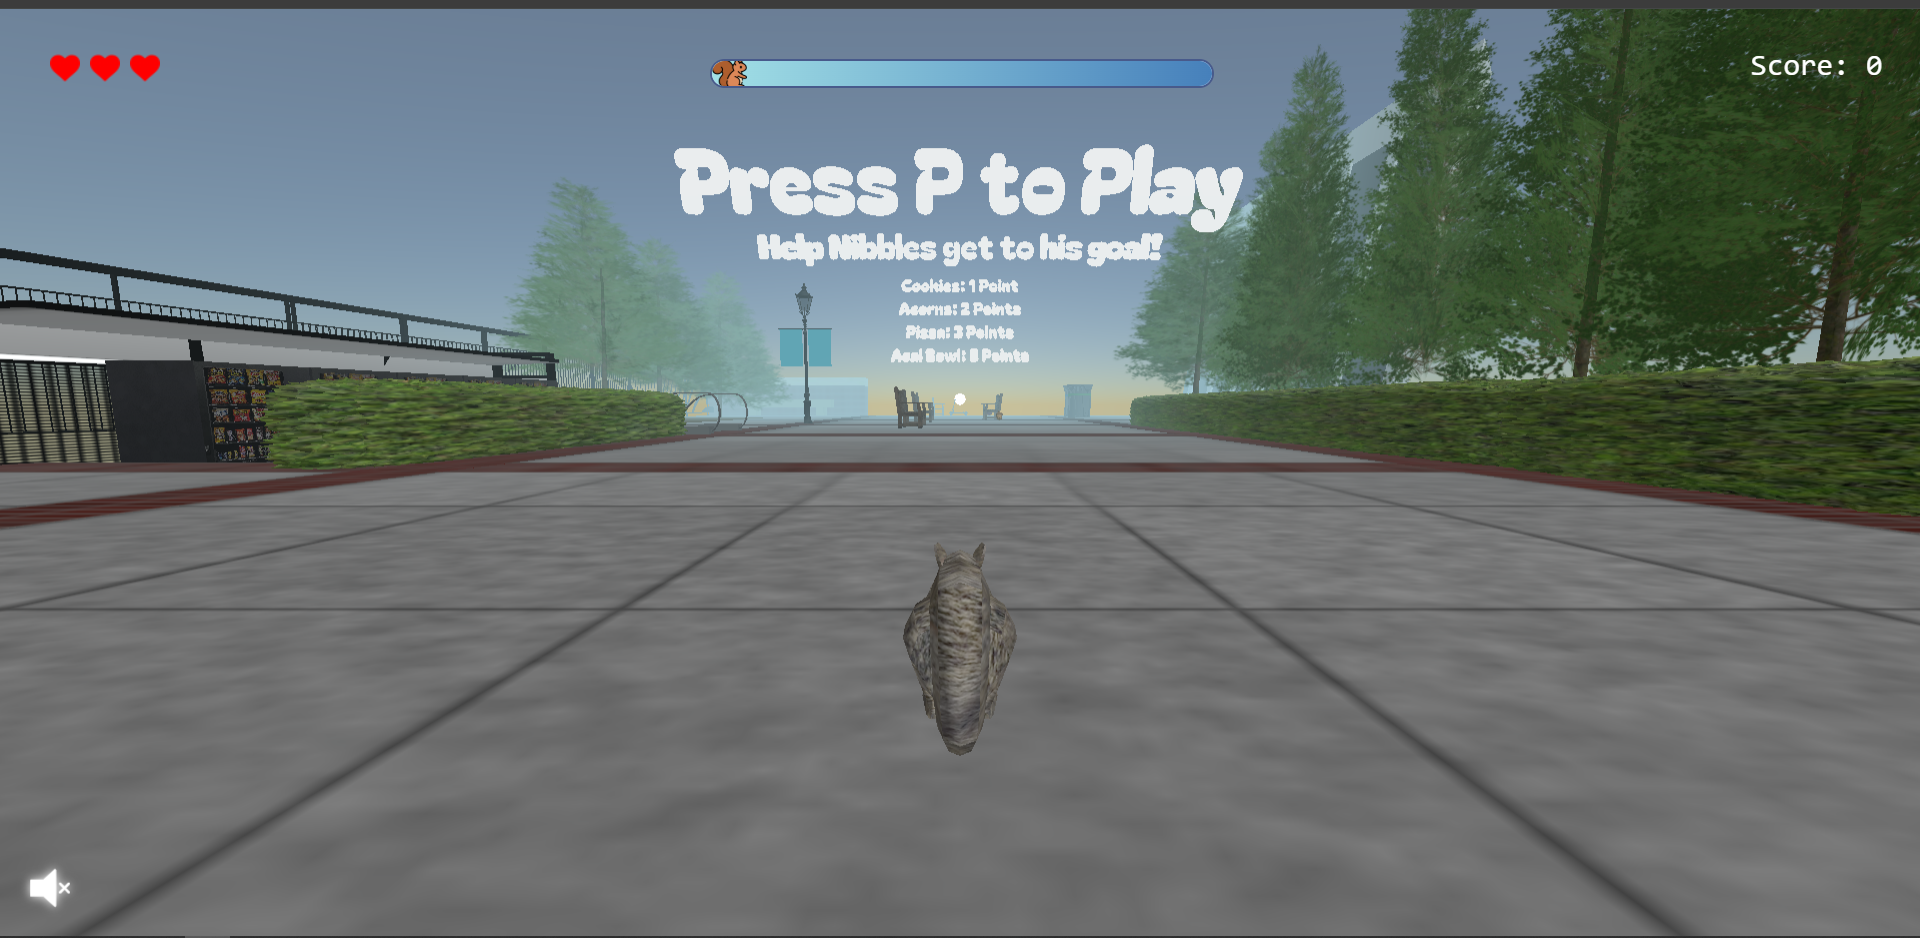 Score: 0
Press P to Play
Help Nibbles get to his goal!
Cookies: 1 Point
Acorns: 2 Points
Pizza: 3 Points
Acai Bowl: 5 Points